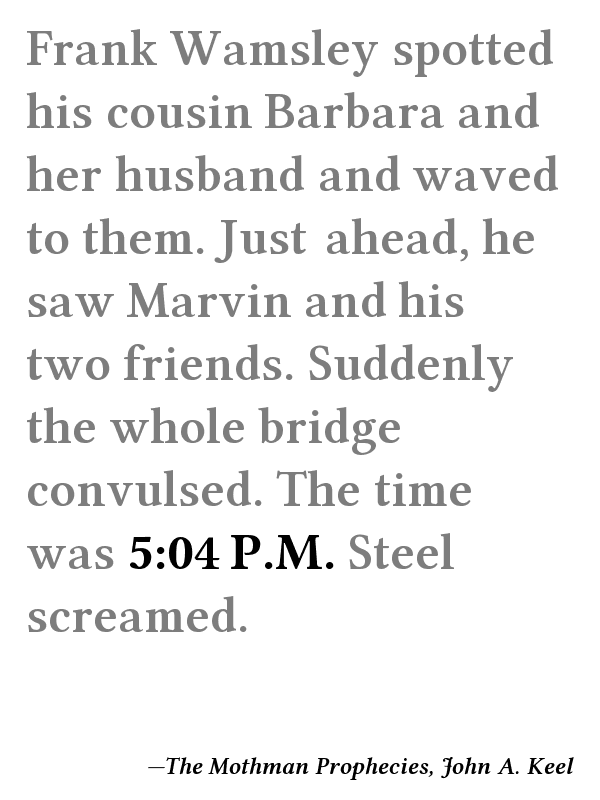 Frank Wamsley spotted
his cousin Barbara and
her husband and waved
to them. Just ahead, he
saw Marvin and his
two friends. Suddenly
the whole bridge
convulsed. The time
was 5:04 P.M. Steel
screamed.
—The Mothman Prophecies, John A. Keel